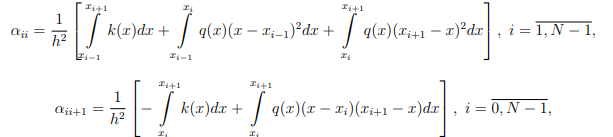 α_{ii} = \frac{1}{h^2} \left[ \int_{x_{i-1}}^{x_{i+1}} k(x)dx + \int_{x_{i-1}}^{x_i} q(x)(x − x_{i−1})^2 dx + \int_{x_i}^{x_{i+1}} q(x)(x_{i+1} − x)^2 dx \right] , i = \overline{1, N − 1},
α_{ii+1} = \frac{1}{h^2} \left[ − \int_{x_i}^{x_{i+1}} k(x)dx + \int_{x_i}^{x_{i+1}} q(x)(x − x_i)(x_{i+1} − x)dx \right] , i = \overline{0, N − 1},